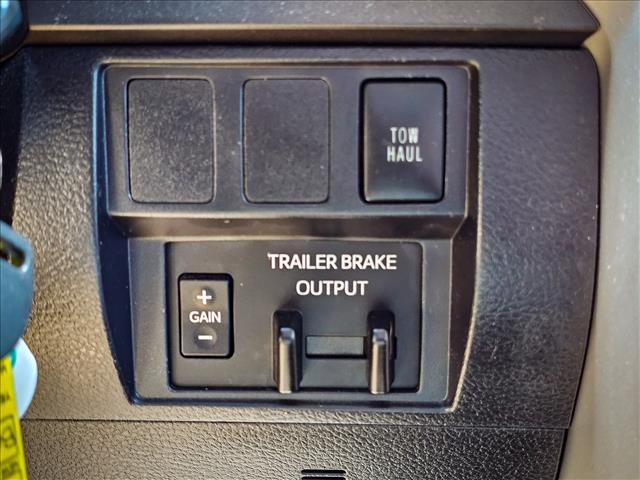 TOW
HAUL
TRAILER BRAKE
OUTPUT
+
GAIN
-